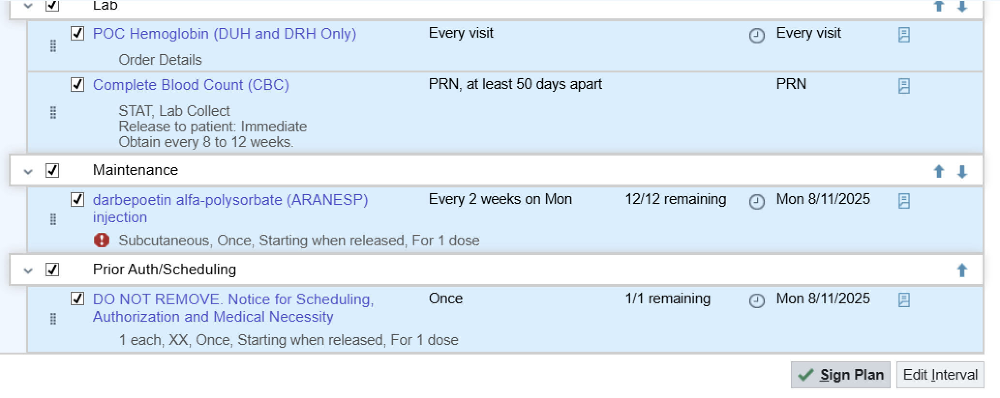 Lab
POC Hemoglobin (DUH and DRH Only) Every visit Every visit
Order Details
Complete Blood Count (CBC) PRN, at least 50 days apart PRN
STAT, Lab Collect
Release to patient: Immediate
Obtain every 8 to 12 weeks.
Maintenance
darbepoetin alfa-polysorbate (ARANESP) Every 2 weeks on Mon 12/12 remaining Mon 8/11/2025
injection
Subcutaneous, Once, Starting when released, For 1 dose
Prior Auth/Scheduling
DO NOT REMOVE. Notice for Scheduling, Once 1/1 remaining Mon 8/11/2025
Authorization and Medical Necessity
1 each, XX, Once, Starting when released, For 1 dose
Sign Plan Edit Interval